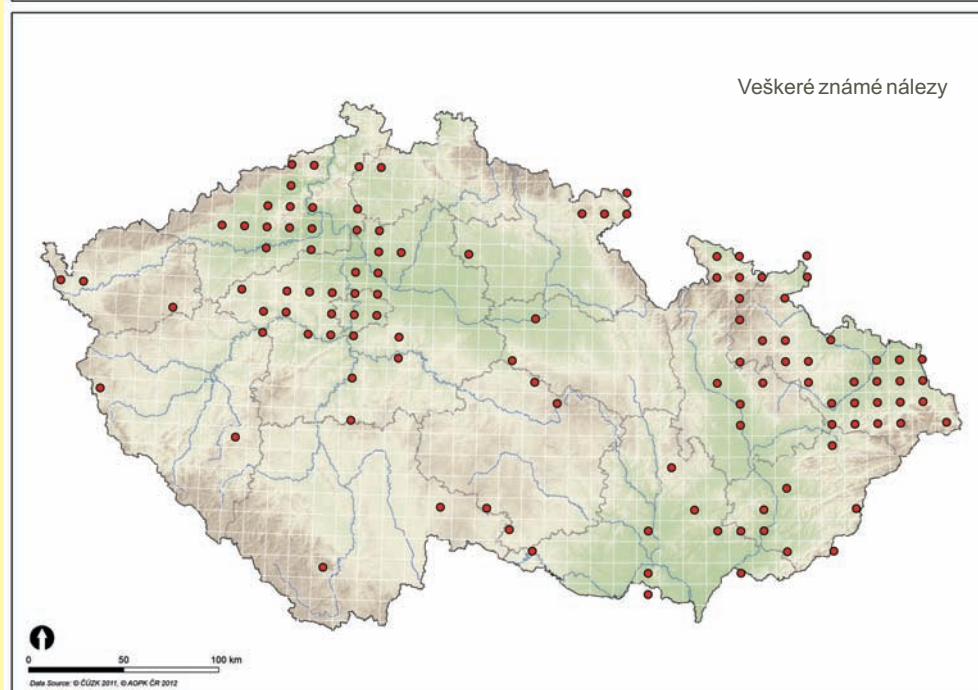 Veškeré známé nálezy
0 50 100 km
Data Source: © ČÚZK 2011, © AOPK ČR 2012